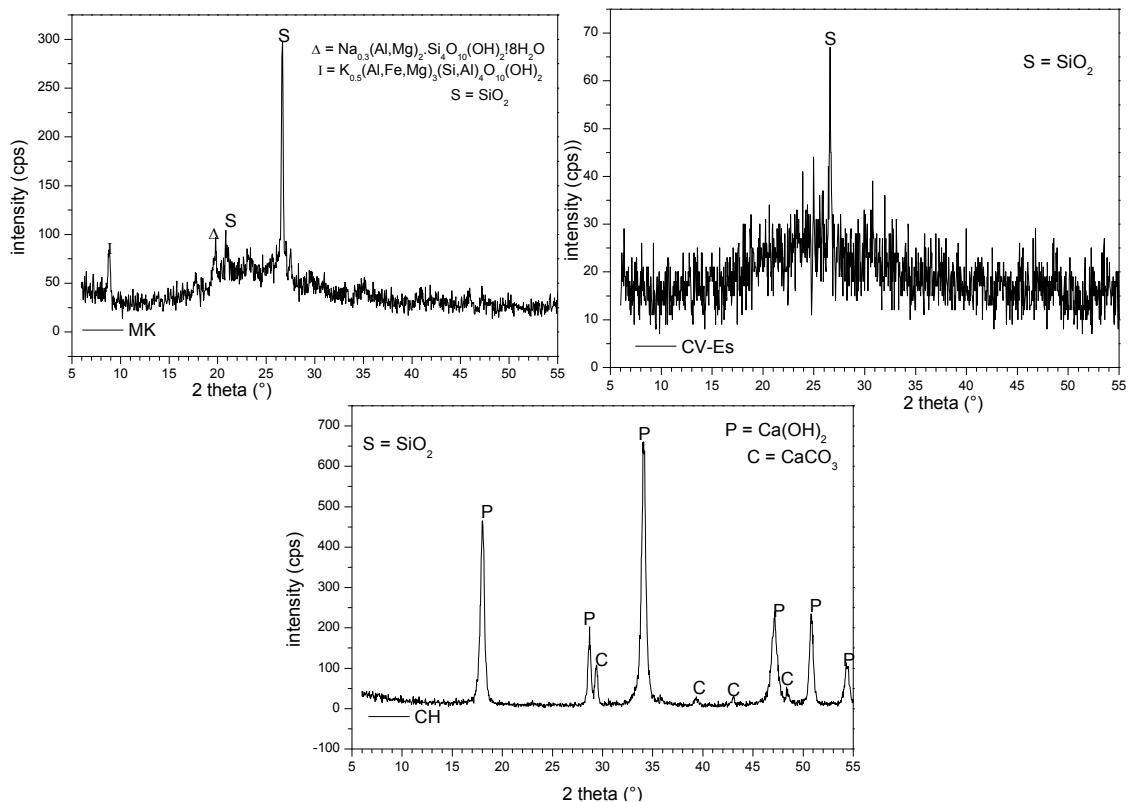 S
Δ = Na0.3(Al,Mg)2.Si4O10(OH)2!8H2O
I = K0.5(Al,Fe,Mg)3(Si,Al)4O10(OH)2
S = SiO2
I
Δ
S
300
250
200
150
100
50
0
intensity (cps)
MK
5 10 15 20 25 30 35 40 45 50 55
2 theta (°)
S
S = SiO2
70
60
50
40
30
20
10
0
intensity (cps))
CV-Es
5 10 15 20 25 30 35 40 45 50 55
2 theta (°)
S = SiO2
P = Ca(OH)2
C = CaCO3
P
P
C
P
C
C
P
C
P
P
700
600
500
400
300
200
100
0
-100
intensity (cps)
CH
5 10 15 20 25 30 35 40 45 50 55
2 theta (°)